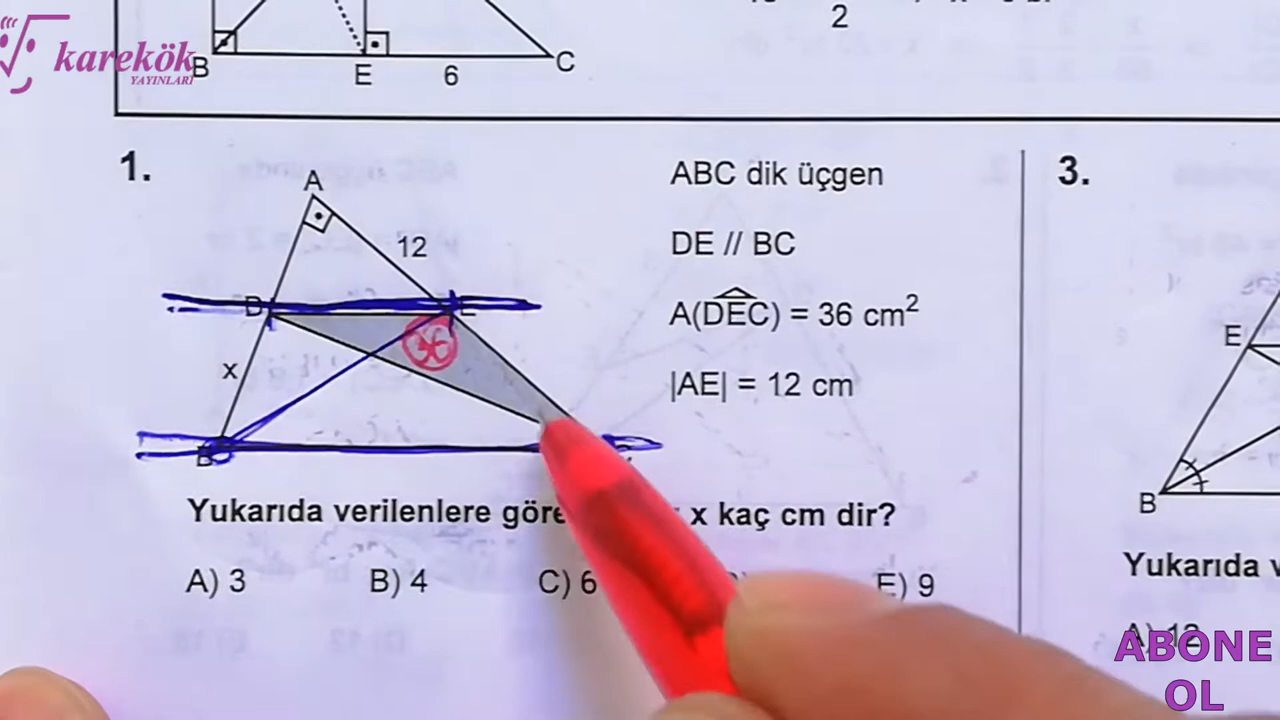 karekök
YAYINLARI
2
B
E
6
C
1.
A
12
D
E
36
x
B
ABC dik üçgen
DE // BC
A(DEC) = 36 cm²
|AE| = 12 cm
Yukarıda verilenlere göre x kaç cm dir?
A) 3
B) 4
C) 6
E) 9
3.
E
B
Yukarıda
A) 12
ABONE
OL